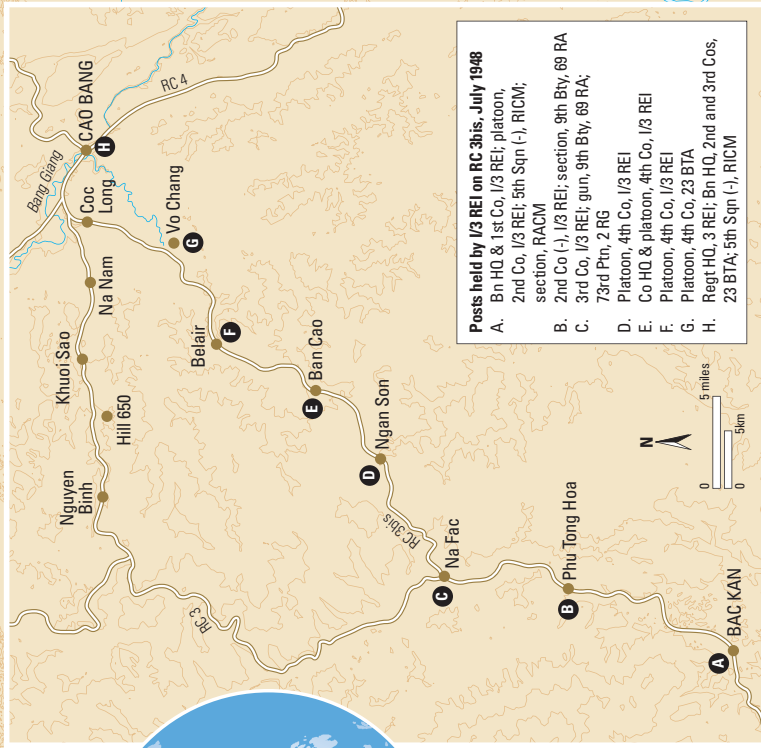 CAO BANG
H
RC 4
Bang Giang
Coc
Long
Vo Chang
G
Na Nam
Khuoi Sao
Hill 650
Nguyen
Binh
Belair
F
Ban Cao
E
Ngan Son
D
RC 3bis
RC 3
Na Fac
C
Phu Tong Hoa
B
BAC KAN
A
N
0
5 miles
0
5km
Posts held by I/3 REI on RC 3bis, July 1948
A. Bn HQ & 1st Co, I/3 REI; platoon,
2nd Co, I/3 REI; 5th Sqn (-), RICM;
section, RACM
B. 2nd Co (-), I/3 REI; section, 9th Bty, 69 RA
C. 3rd Co, I/3 REI; gun, 9th Bty, 69 RA;
73rd Ptn, 2 RG
D. Platoon, 4th Co, I/3 REI
E. Co HQ & platoon, 4th Co, I/3 REI
F. Platoon, 4th Co, I/3 REI
G. Platoon, 4th Co, 23 BTA
H. Regt HQ, 3 REI; Bn HQ, 2nd and 3rd Cos,
23 BTA; 5th Sqn (-), RICM